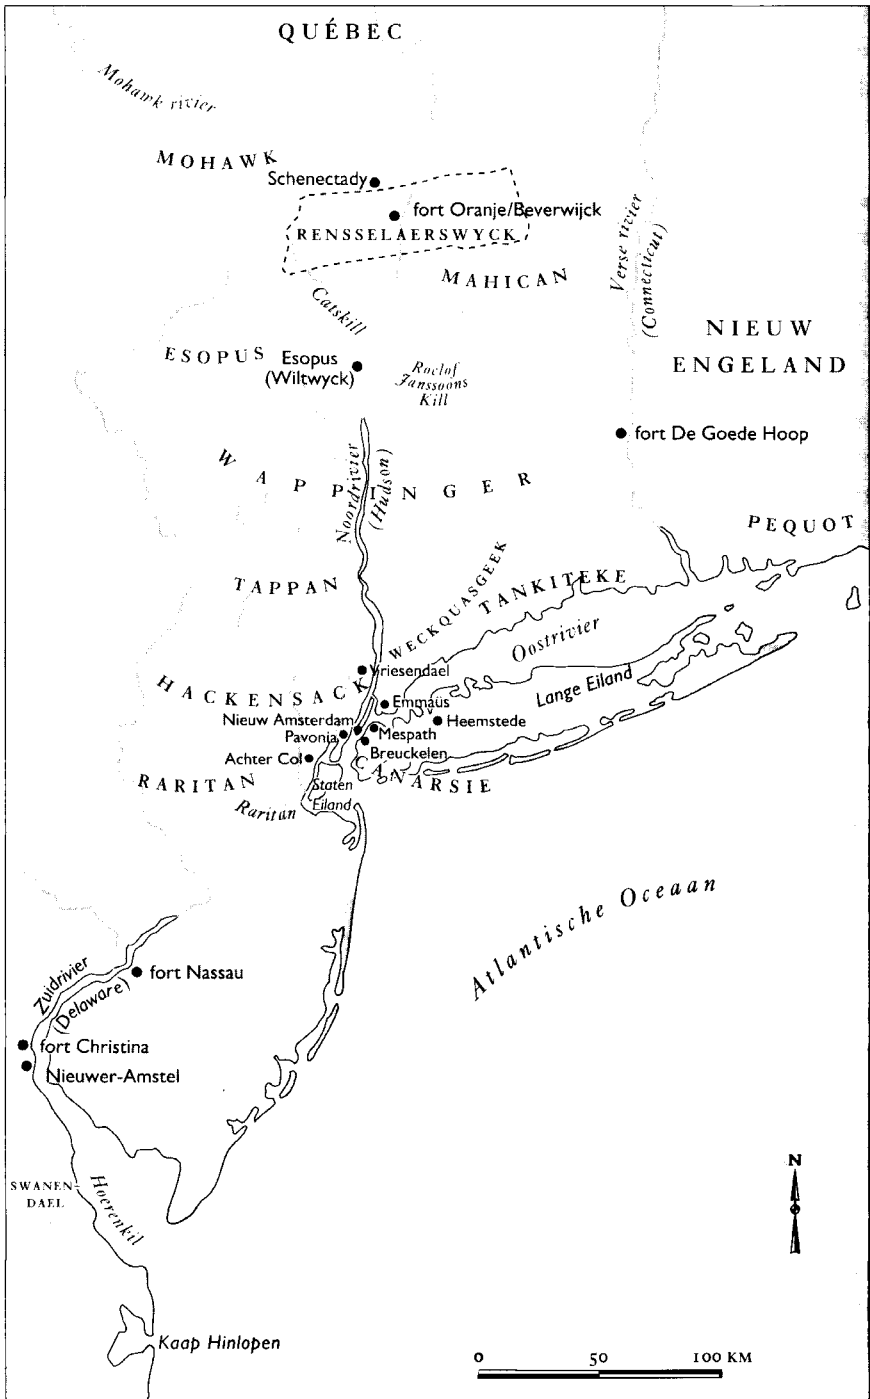 QUÉBEC
Mohawk rivier
MOHAWK
Schenectady
fort Oranje/Beverwijck
RENSSELAERSWYCK
MAHICAN
Verse rivier
(Connecticut)
Catskill
NIEUW
ENGELAND
ESOPUS
Esopus
(Wiltwyck)
Roelof
Janssoons
Kill
fort De Goede Hoop
WAPPINGER
Noordrivier
(Hudson)
PEQUOT
TAPPAN
WECKQUASGEEK
TANKITEKE
Oostrivier
Vriesendael
HACKENSACK
Lange Eiland
Emmaüs
Nieuw Amsterdam
Heemstede
Pavonia
Mespath
Breuckelen
Achter Col
CANARSIE
RARITAN
Raritan
Staten
Eiland
Atlantische Oceaan
Zuidrivier
(Delaware)
fort Nassau
fort Christina
Nieuwer-Amstel
SWANEN-
DAEL
Hoerenkil
N
Kaap Hinlopen
0 50 100 KM